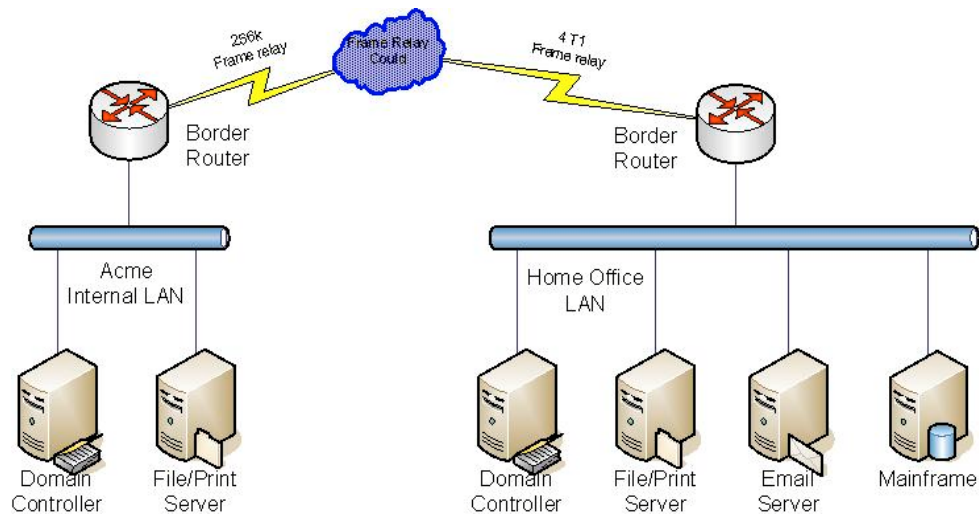 256k
Frame relay
Frame Relay
Could
4 T1
Frame relay
Border
Router
Border
Router
Acme
Internal LAN
Home Office
LAN
Domain
Controller
File/Print
Server
Domain
Controller
File/Print
Server
Email
Server
Mainframe